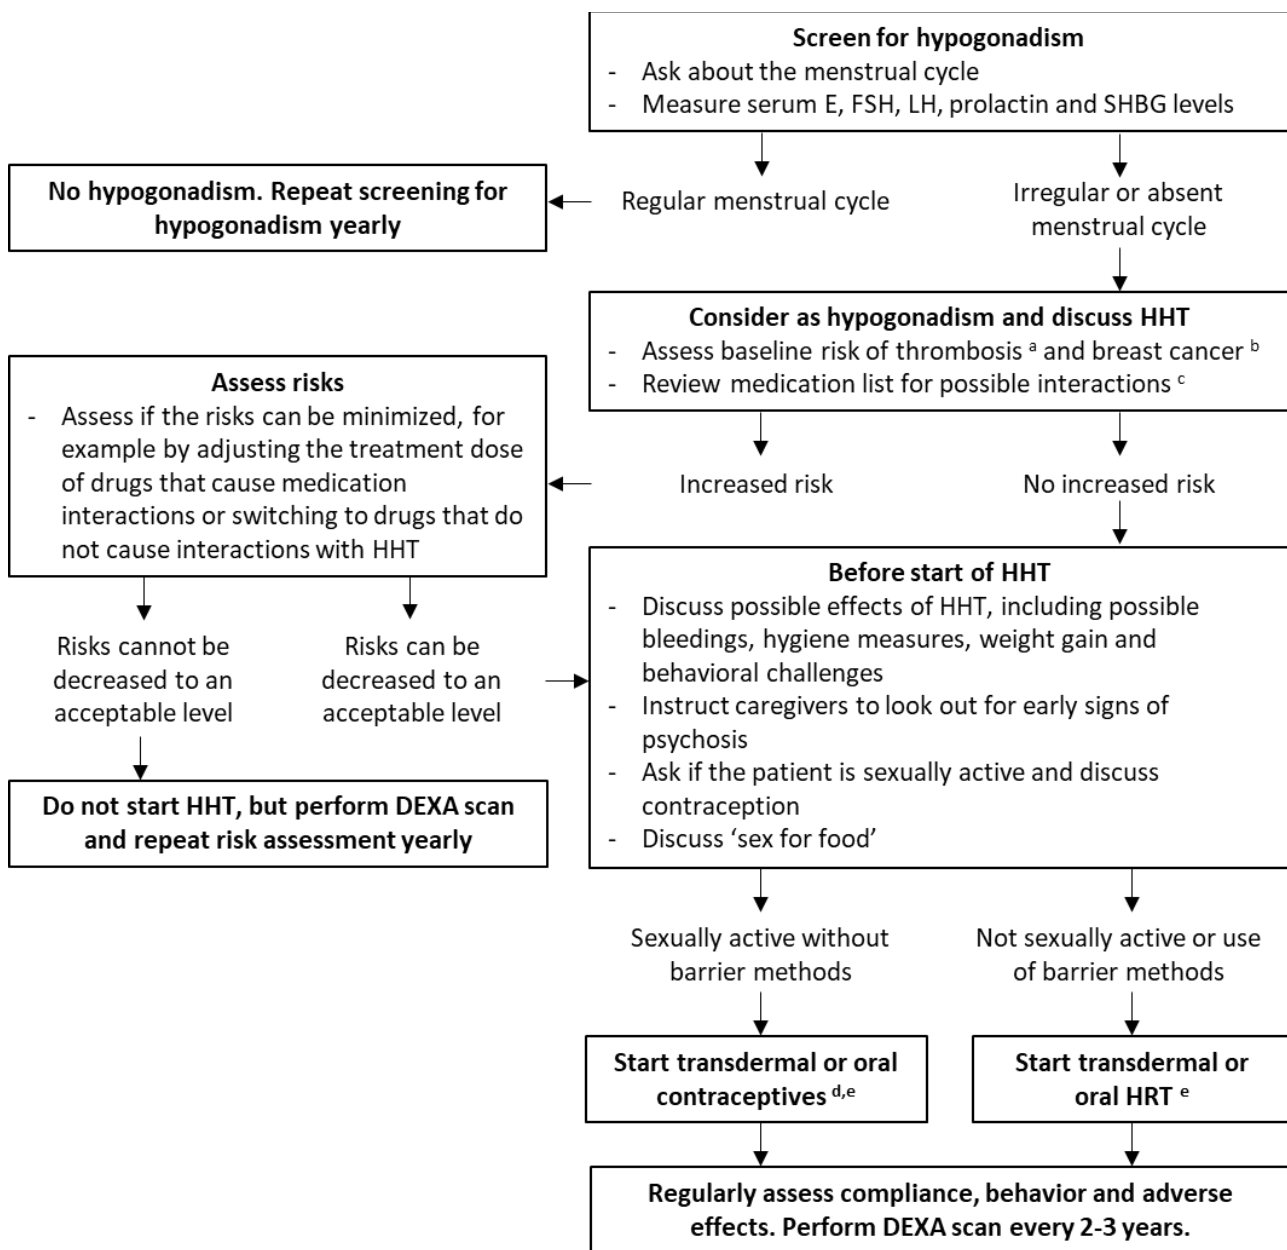 Screen for hypogonadism
- Ask about the menstrual cycle
- Measure serum E, FSH, LH, prolactin and SHBG levels
No hypogonadism. Repeat screening for
hypogonadism yearly
Regular menstrual cycle
Irregular or absent
menstrual cycle
Consider as hypogonadism and discuss HHT
- Assess baseline risk of thrombosis a and breast cancer b
- Review medication list for possible interactions c
Assess risks
- Assess if the risks can be minimized, for
example by adjusting the treatment dose
of drugs that cause medication
interactions or switching to drugs that do
not cause interactions with HHT
Increased risk
No increased risk
Before start of HHT
- Discuss possible effects of HHT, including possible
bleedings, hygiene measures, weight gain and
behavioral challenges
- Instruct caregivers to look out for early signs of
psychosis
- Ask if the patient is sexually active and discuss
contraception
- Discuss ‘sex for food’
Risks cannot be
decreased to an
acceptable level
Risks can be
decreased to an
acceptable level
Do not start HHT, but perform DEXA scan
and repeat risk assessment yearly
Sexually active without
barrier methods
Not sexually active or use
of barrier methods
Start transdermal or oral
contraceptives d,e
Start transdermal or
oral HRT e
Regularly assess compliance, behavior and adverse
effects. Perform DEXA scan every 2-3 years.